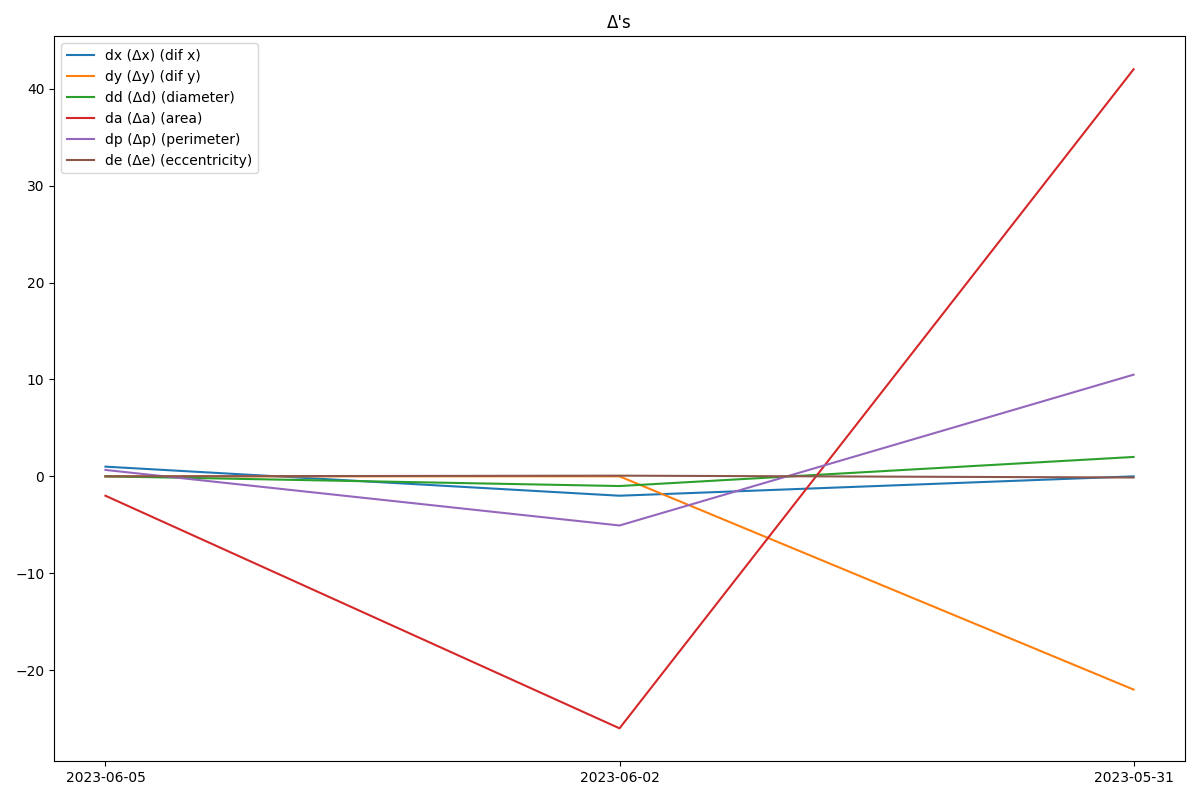 Δ's
dx (Δx) (dif x)
dy (Δy) (dif y)
dd (Δd) (diameter)
da (Δa) (area)
dp (Δp) (perimeter)
de (Δe) (eccentricity)
40
30
20
10
0
−10
−20
2023-06-05 2023-06-02 2023-05-31